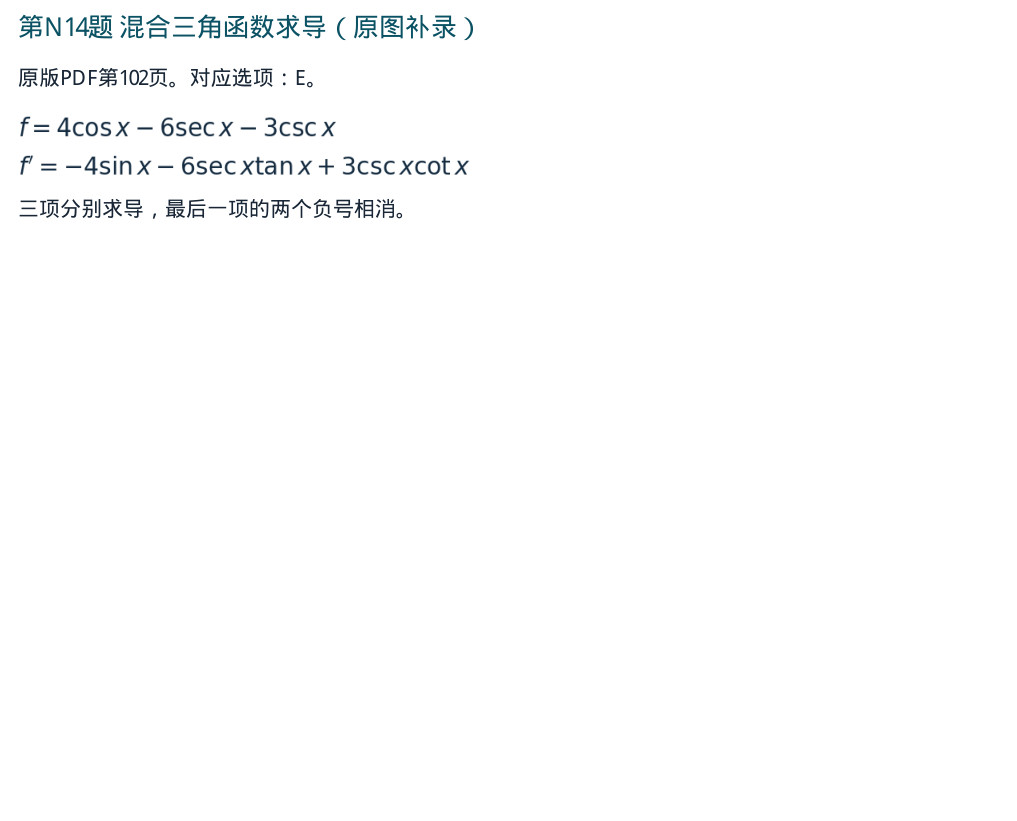 第N14题 混合三角函数求导（原图补录）
原版PDF第102页。对应选项：E。
f = 4cos x − 6sec x − 3csc x
f′ = −4sin x − 6sec xtan x + 3csc xcot x
三项分别求导，最后一项的两个负号相消。